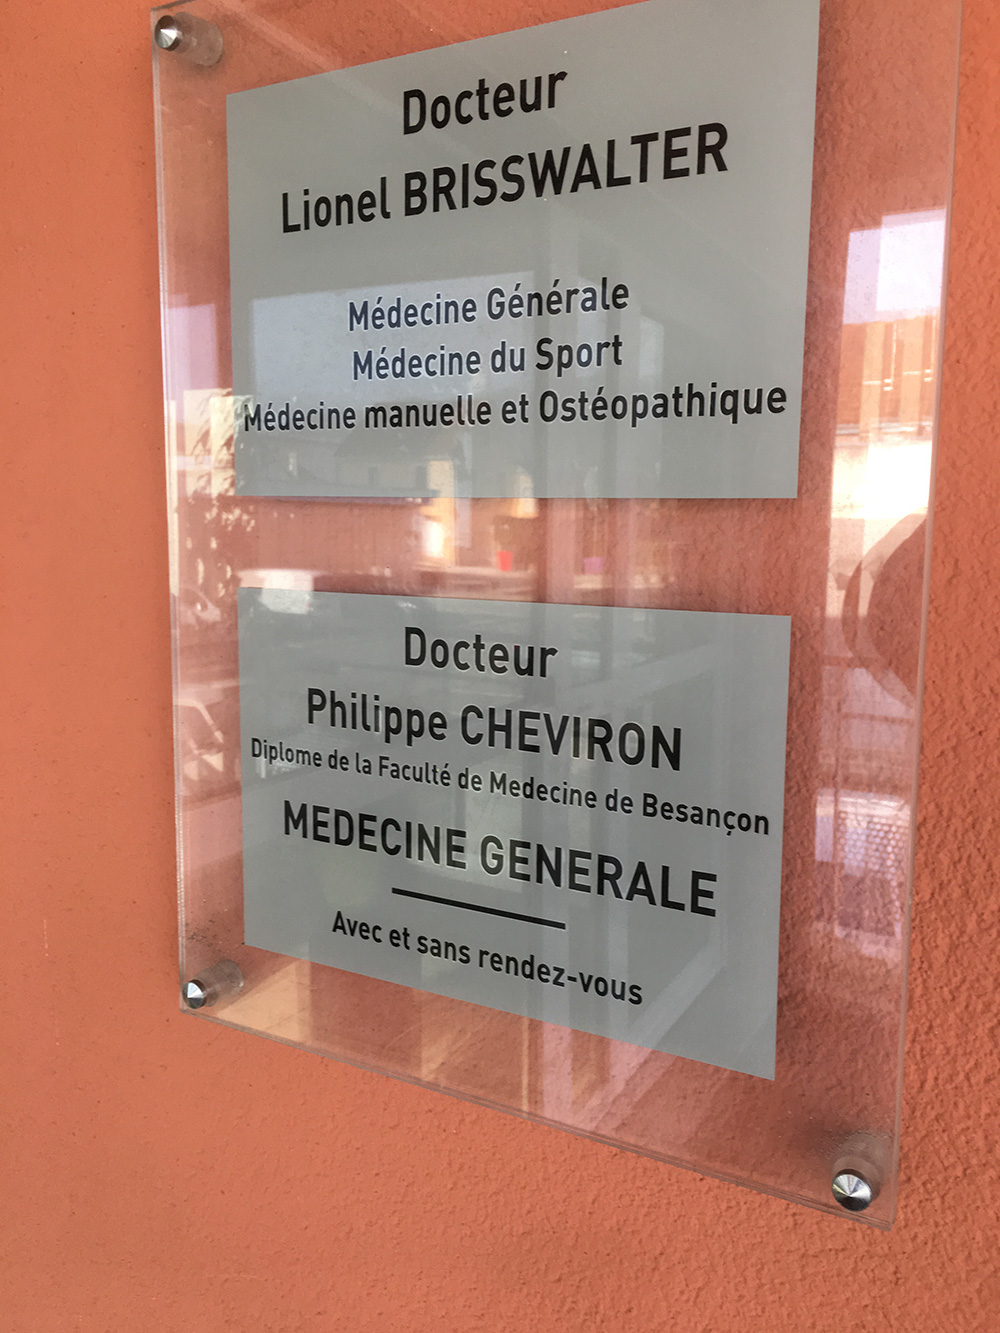 Docteur
Lionel BRISSWALTER
Médecine Générale
Médecine du Sport
Médecine manuelle et Ostéopathique
Docteur
Philippe CHEVIRON
Diplome de la Faculté de Medecine de Besançon
MEDECINE GENERALE
Avec et sans rendez-vous